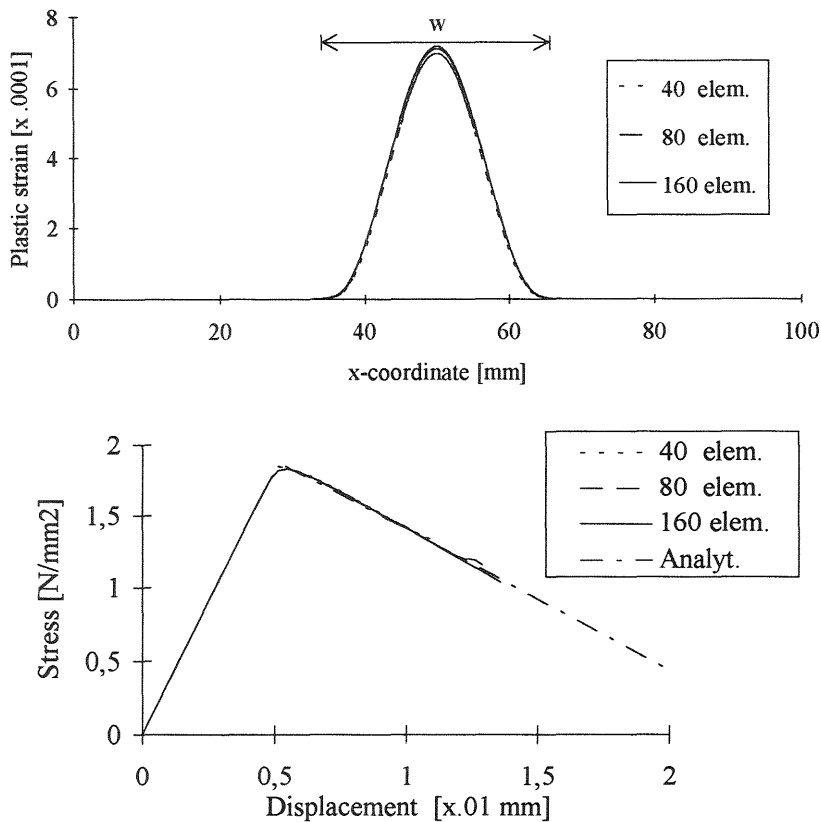 w
8
6
4
2
0
Plastic strain [x .0001]
40 elem.
80 elem.
160 elem.
0 20 40 60 80 100
x-coordinate [mm]
2
1,5
1
0,5
0
Stress [N/mm2]
40 elem.
80 elem.
160 elem.
Analyt.
0 0,5 1 1,5 2
Displacement [x.01 mm]